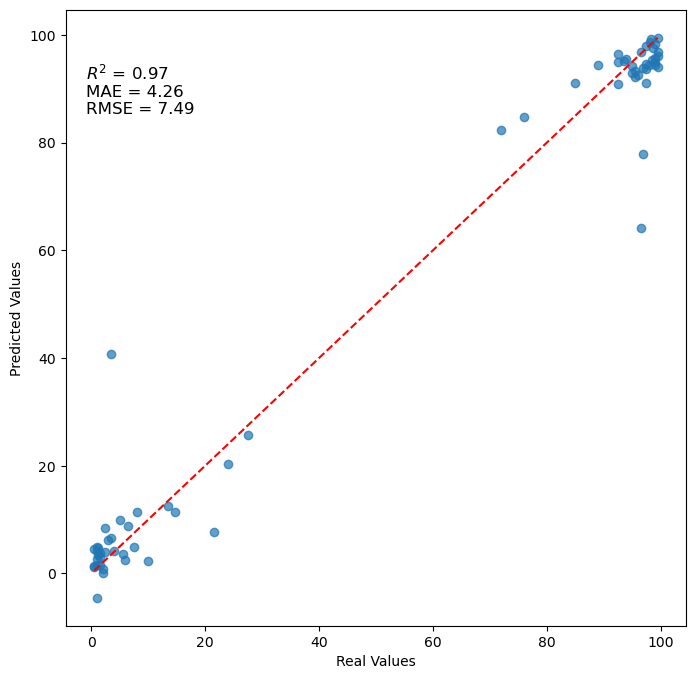 R² = 0.97
MAE = 4.26
RMSE = 7.49
100
80
60
40
20
0
Predicted Values
0 20 40 60 80 100
Real Values